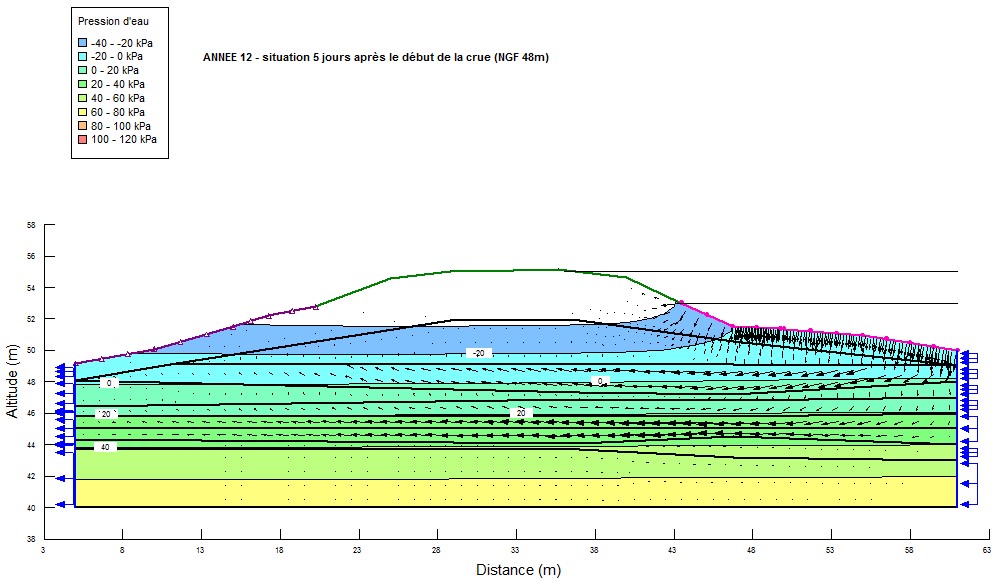 Pression d'eau
-40 - -20 kPa
-20 - 0 kPa
0 - 20 kPa
20 - 40 kPa
40 - 60 kPa
60 - 80 kPa
80 - 100 kPa
100 - 120 kPa
ANNEE 12 - situation 5 jours après le début de la crue (NGF 48m)
Altitude (m)
58
56
54
52
50
48
46
44
42
40
38
-20
0
0
20
20
40
3 8 13 18 23 28 33 38 43 48 53 58 63
Distance (m)